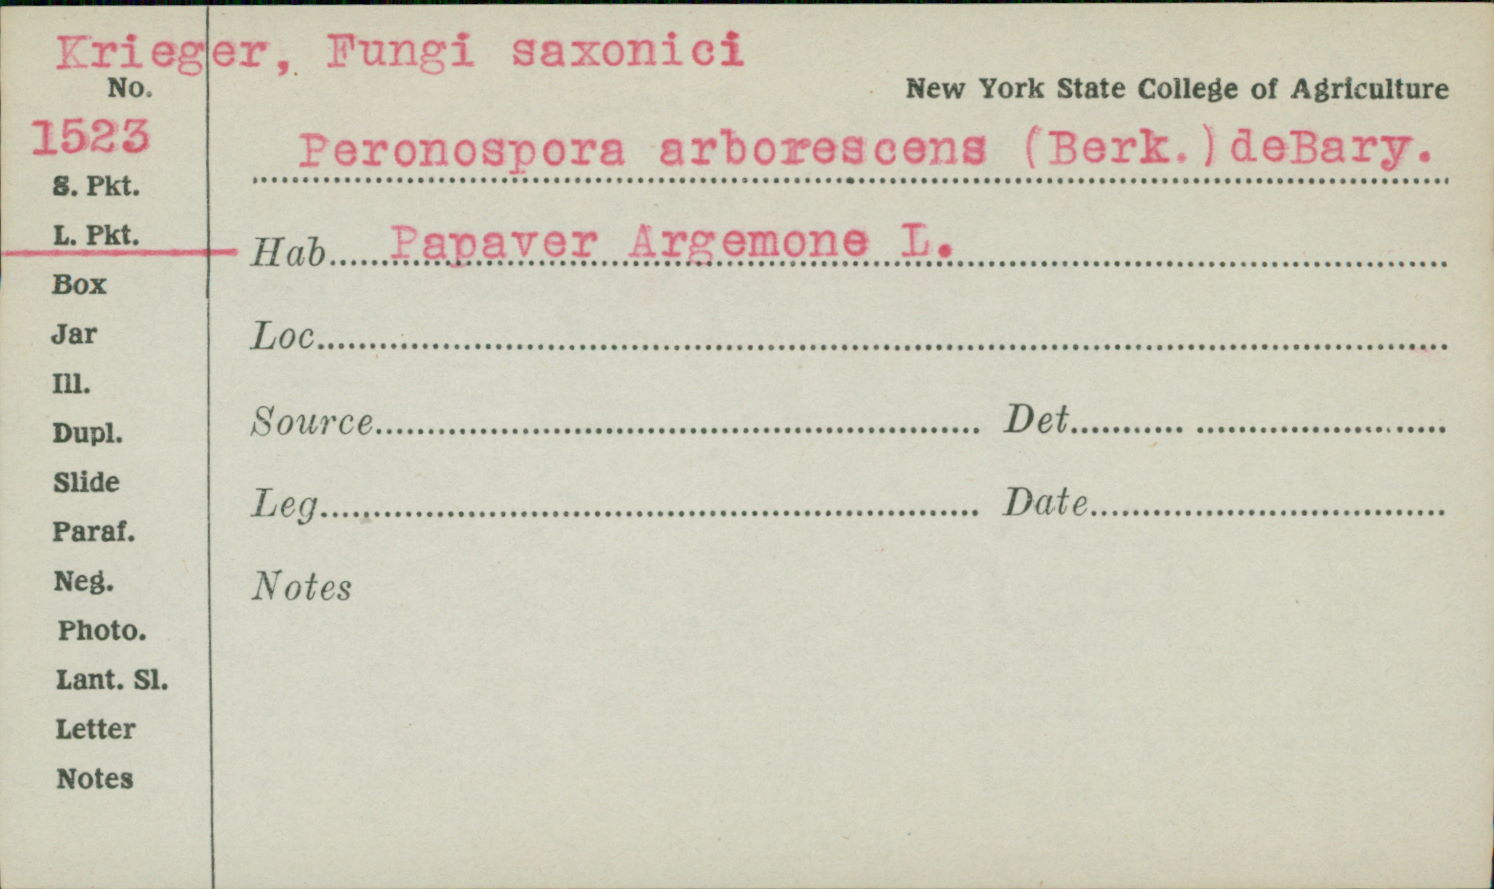 Krieger, Fungi saxonici
No.
New York State College of Agriculture
1523
Peronospora arborescens (Berk.)deBary.
S. Pkt.
L. Pkt.
Hab Papaver Argemone L.
Box
Jar
Loc
Ill.
Dupl.
Source Det
Slide
Leg Date
Paraf.
Neg.
Notes
Photo.
Lant. Sl.
Letter
Notes